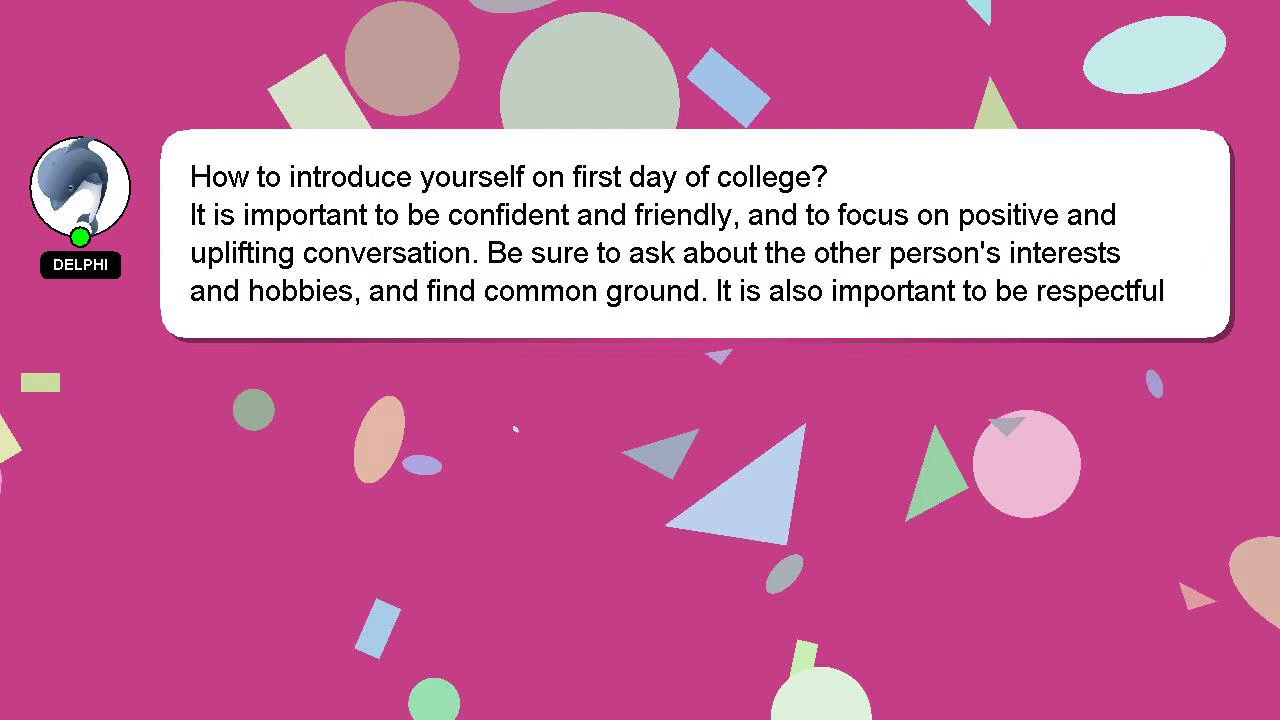 How to introduce yourself on first day of college?
It is important to be confident and friendly, and to focus on positive and
uplifting conversation. Be sure to ask about the other person's interests
and hobbies, and find common ground. It is also important to be respectful
DELPHI